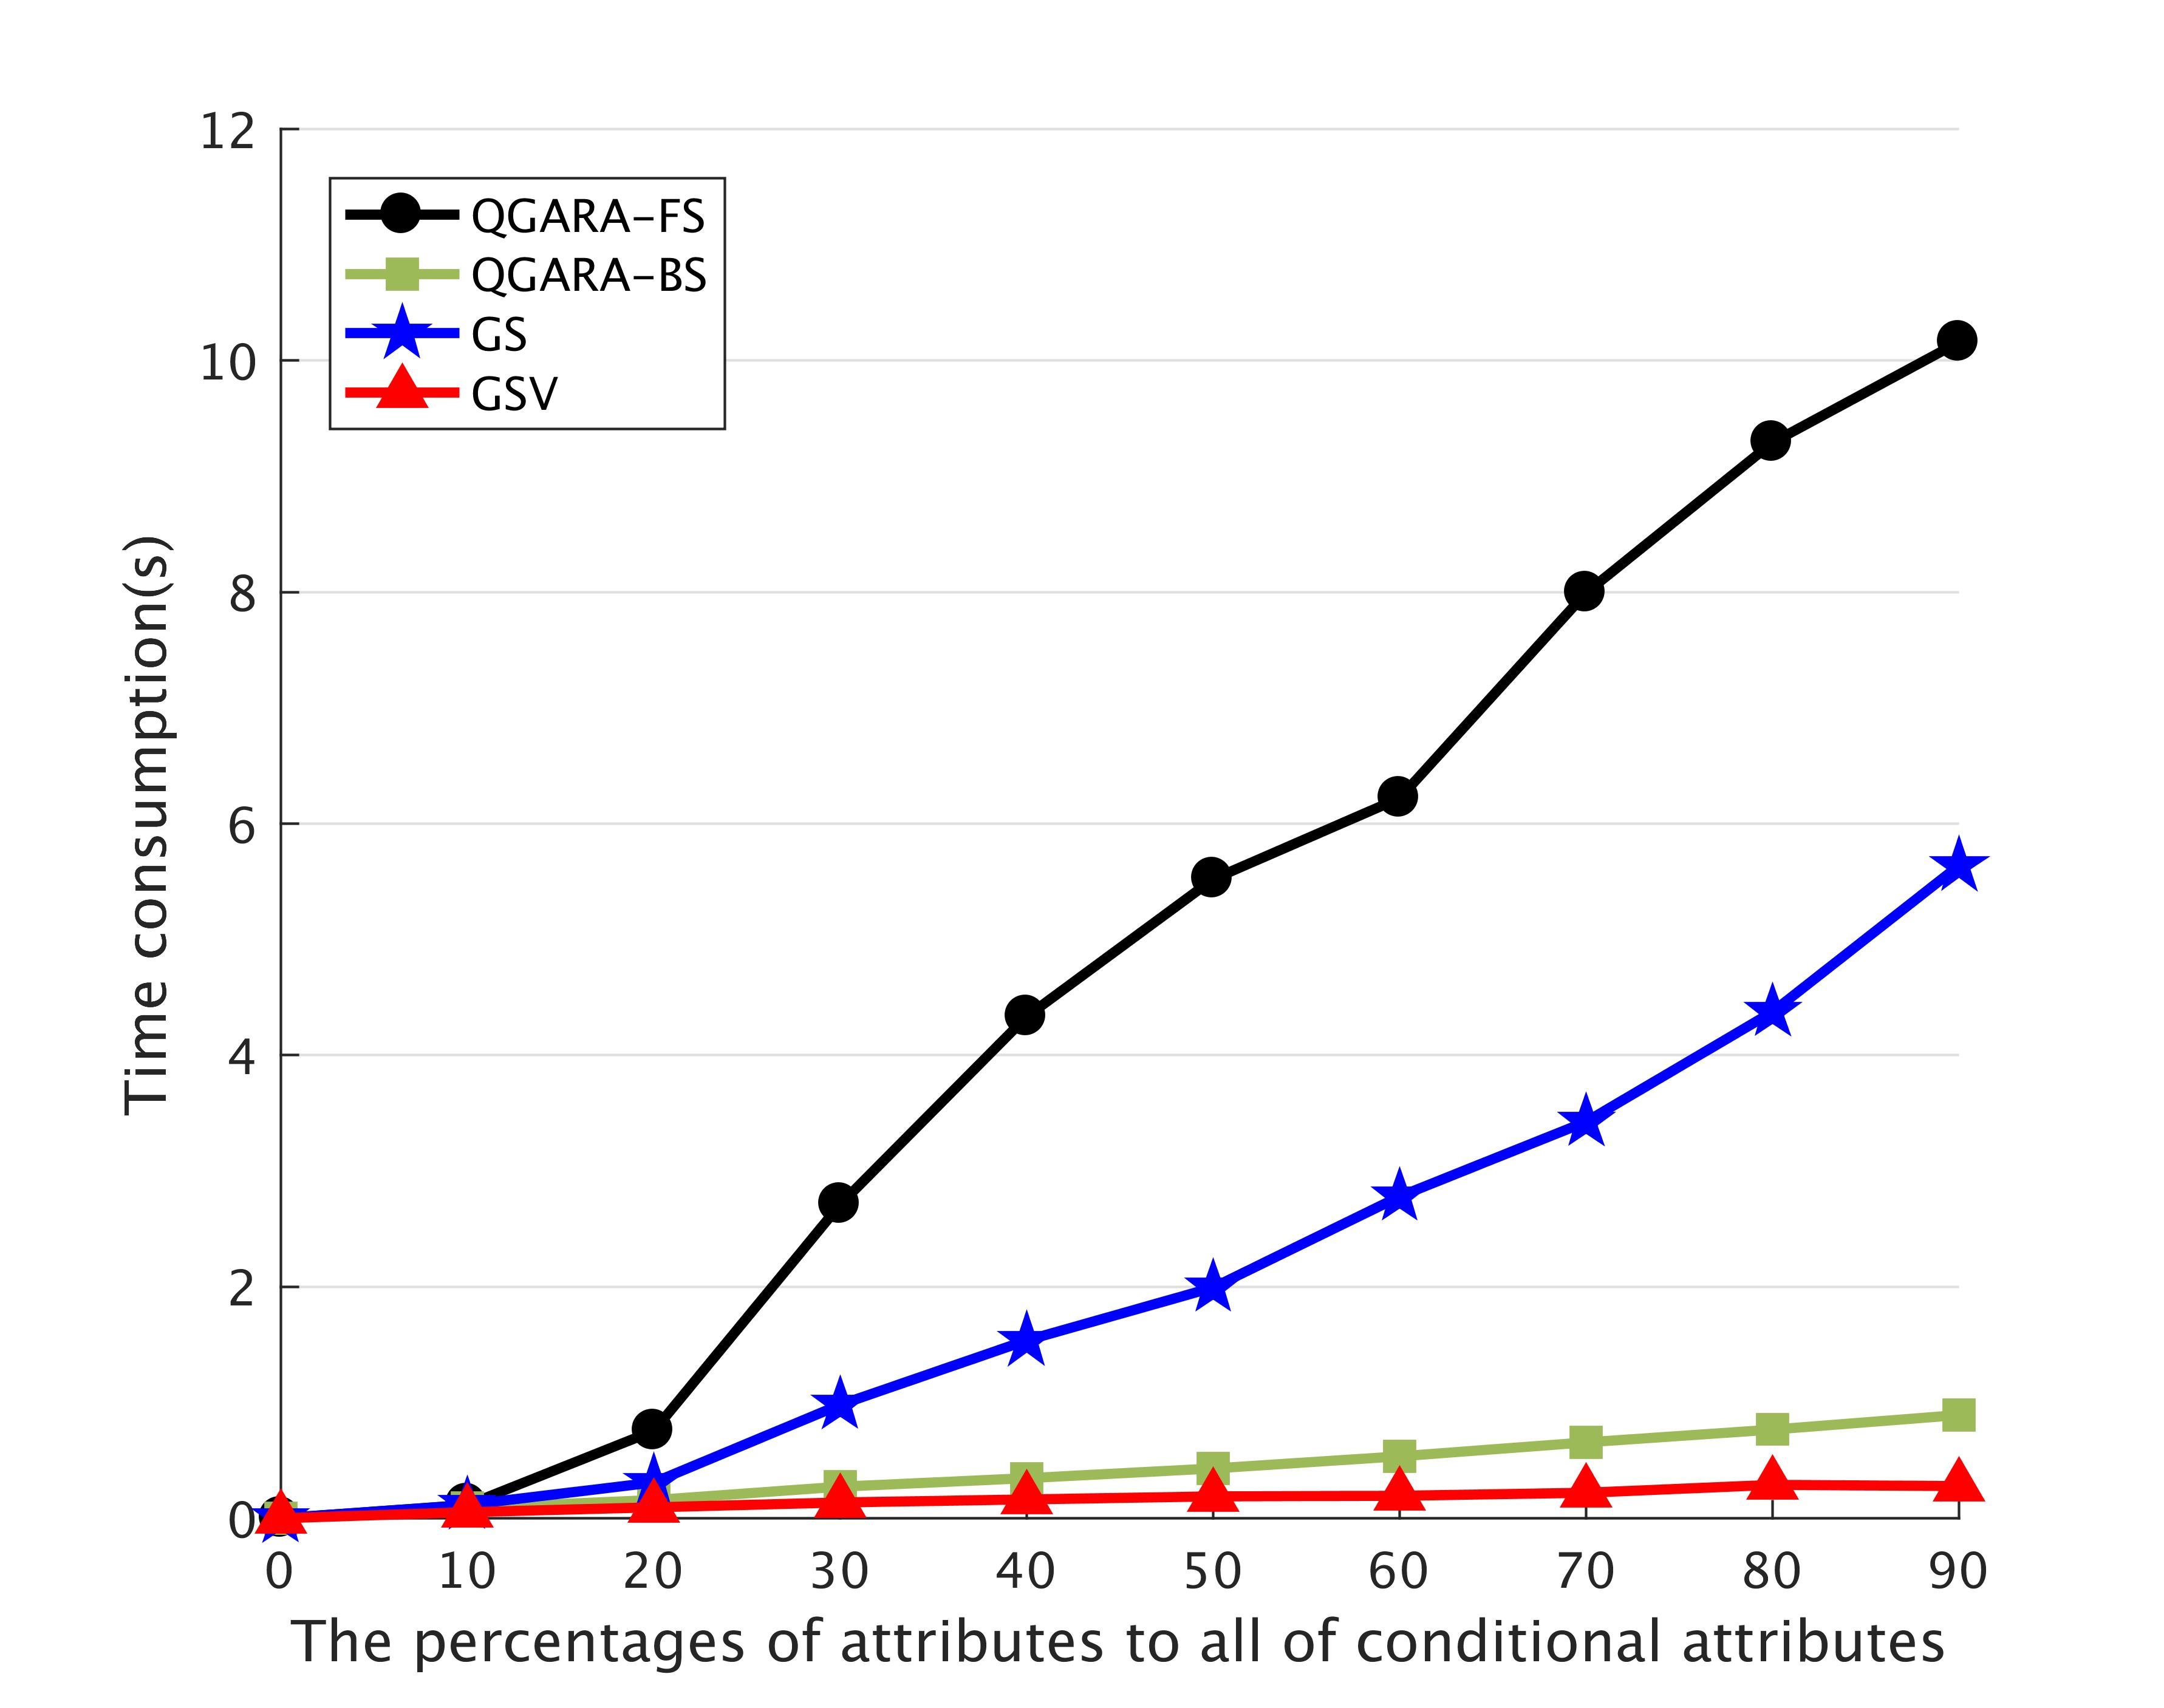 12
10
8
6
4
2
0
Time consumption(s)
QGARA-FS
QGARA-BS
GS
GSV
0 10 20 30 40 50 60 70 80 90
The percentages of attributes to all of conditional attributes